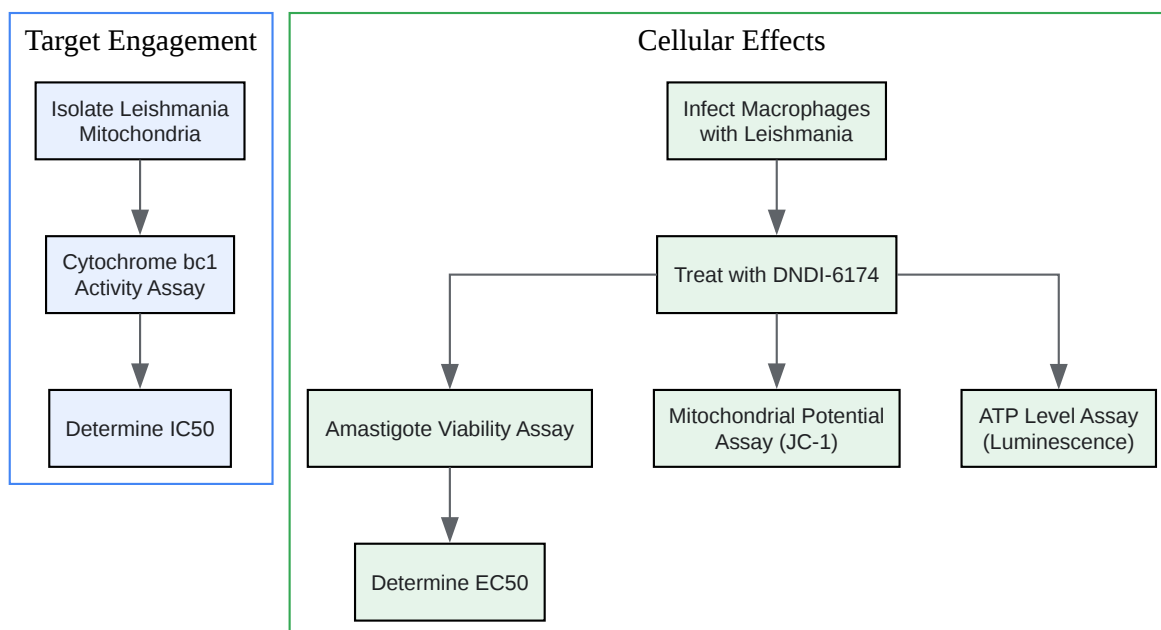 Target Engagement
Isolate Leishmania
Mitochondria
Cytochrome bc1
Activity Assay
Determine IC50
Cellular Effects
Infect Macrophages
with Leishmania
Treat with DNDI-6174
Amastigote Viability Assay
Mitochondrial Potential
Assay (JC-1)
ATP Level Assay
(Luminescence)
Determine EC50